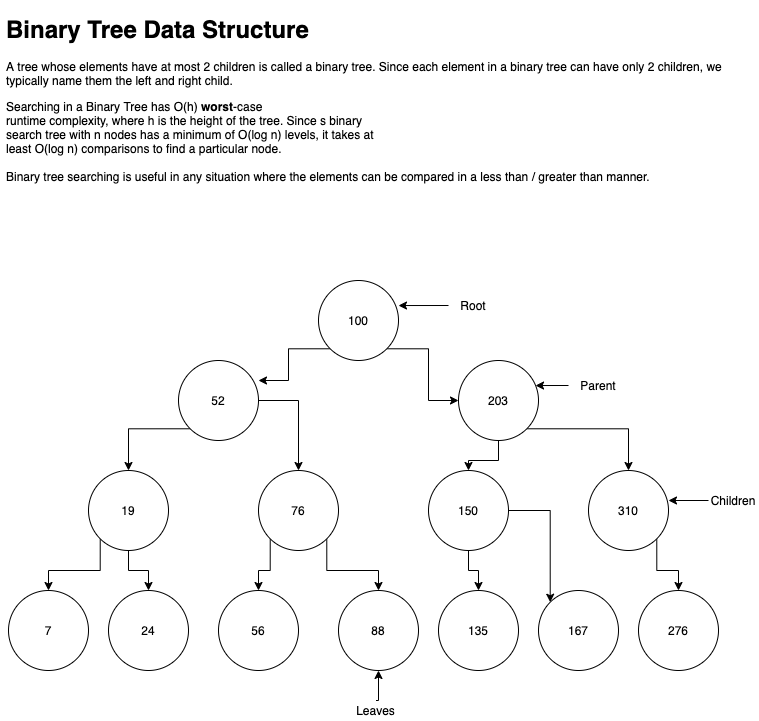 Binary Tree Data Structure
A tree whose elements have at most 2 children is called a binary tree. Since each element in a binary tree can have only 2 children, we
typically name them the left and right child.
Searching in a Binary Tree has O(h) worst-case
runtime complexity, where h is the height of the tree. Since s binary
search tree with n nodes has a minimum of O(log n) levels, it takes at
least O(log n) comparisons to find a particular node.
Binary tree searching is useful in any situation where the elements can be compared in a less than / greater than manner.
100
Root
52
203
Parent
19
76
150
310
Children
7
24
56
88
135
167
276
Leaves